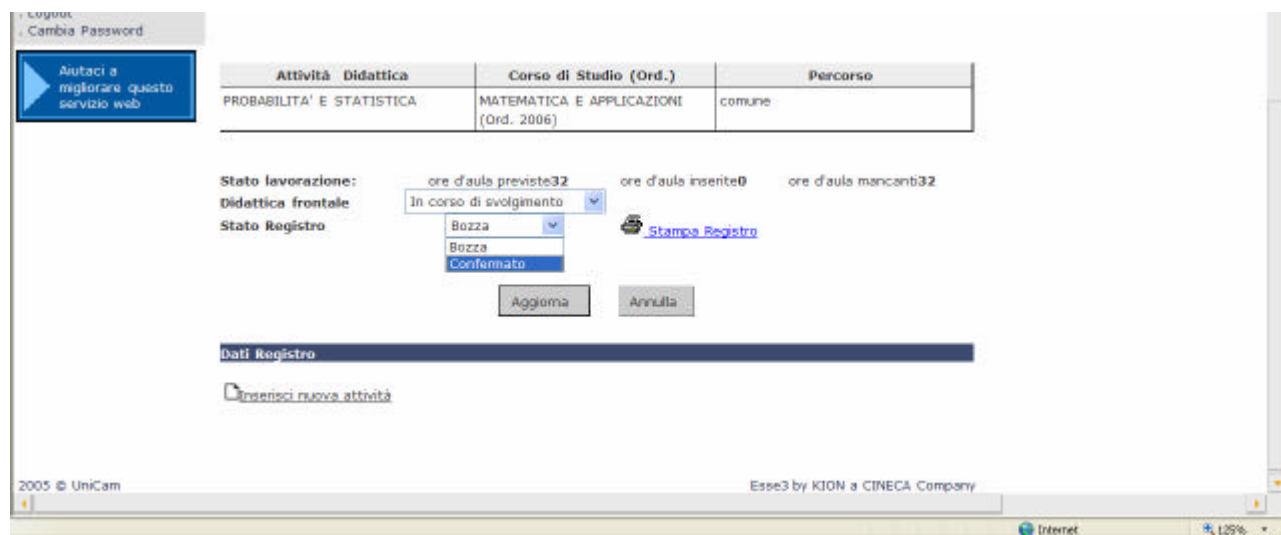 . Logout
. Cambia Password
Aiutaci a
migliorare questo
servizio web
Attività Didattica Corso di Studio (Ord.) Percorso
PROBABILITA' E STATISTICA MATEMATICA E APPLICAZIONI comune
(Ord. 2006)
Stato lavorazione: ore d'aula previste32 ore d'aula inserite0 ore d'aula mancanti32
Didattica frontale In corso di svolgimento
Stato Registro Bozza Stampa Registro
Bozza
Confermato
Aggiorna Annulla
Dati Registro
Inserisci nuova attività
2005 © UniCam Esse3 by KION a CINECA Company
Internet 125%